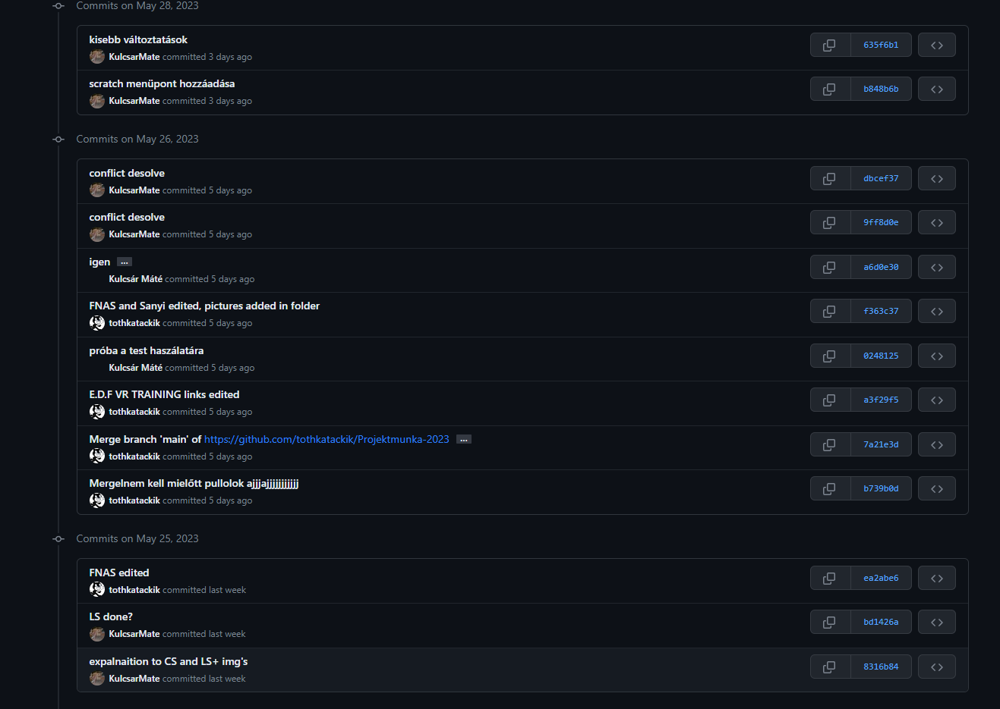 Commits on May 28, 2023
kisebb változtatások
KulcsarMate committed 3 days ago
635f6b1
scratch menüpont hozzáadása
KulcsarMate committed 3 days ago
b848b6b
Commits on May 26, 2023
conflict desolve
KulcsarMate committed 5 days ago
dbcef37
conflict desolve
KulcsarMate committed 5 days ago
9ff8d0e
igen ...
Kulcsár Máté committed 5 days ago
a6d0e30
FNAS and Sanyi edited, pictures added in folder
tothkatackik committed 5 days ago
f363c37
próba a test haszálatára
Kulcsár Máté committed 5 days ago
0248125
E.D.F VR TRAINING links edited
tothkatackik committed 5 days ago
a3f29f5
Merge branch 'main' of https://github.com/tothkatackik/Projektmunka-2023 ...
tothkatackik committed 5 days ago
7a21e3d
Mergelnem kell mielőtt pullolok ajjjajjjjjjjjjjj
tothkatackik committed 5 days ago
b739b0d
Commits on May 25, 2023
FNAS edited
tothkatackik committed last week
ea2abe6
LS done?
KulcsarMate committed last week
bd1426a
expalnaition to CS and LS+ img's
KulcsarMate committed last week
8316b84